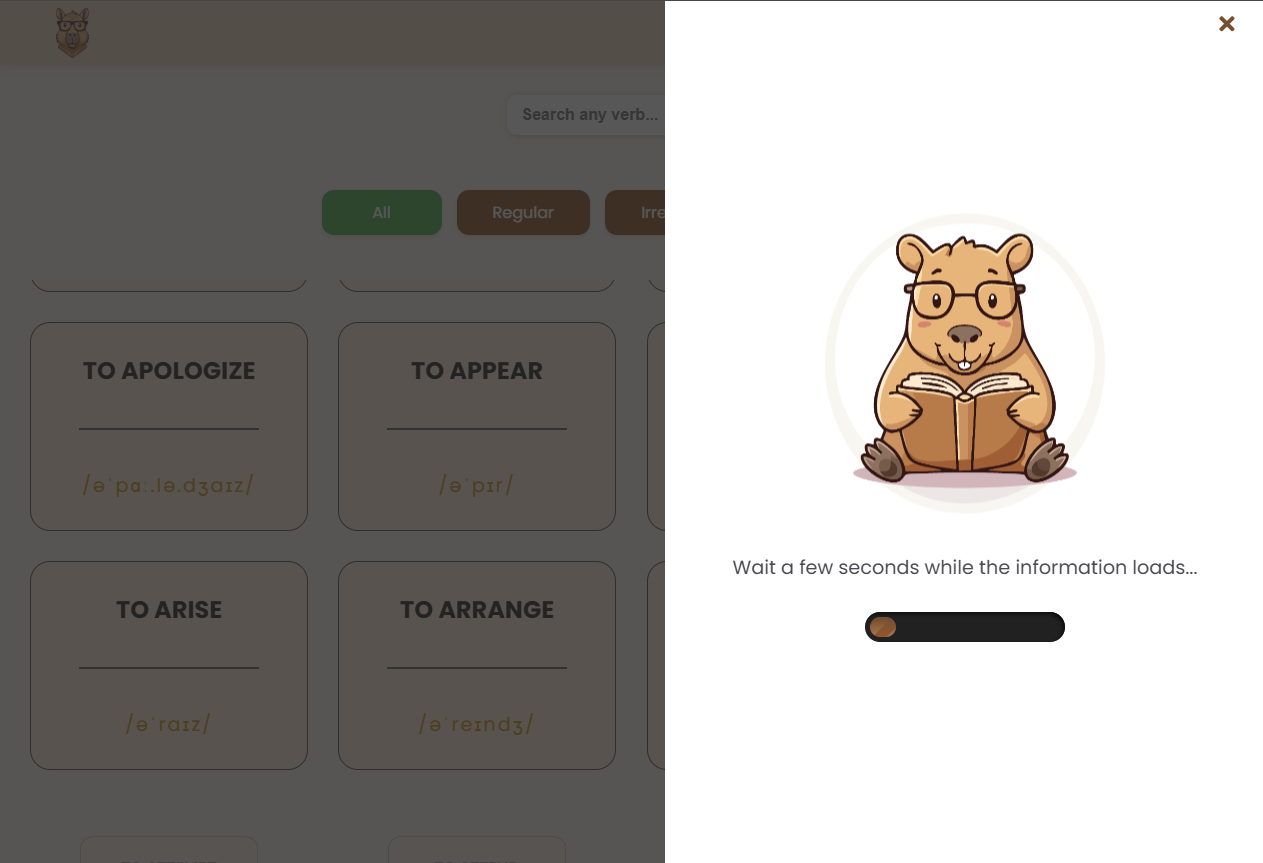 Search any verb...
All
Regular
Irre
TO APOLOGIZE
/əˈpɑː.lə.dʒaɪz/
TO APPEAR
/əˈpɪr/
TO ARISE
/əˈraɪz/
TO ARRANGE
/əˈreɪndʒ/
Wait a few seconds while the information loads...